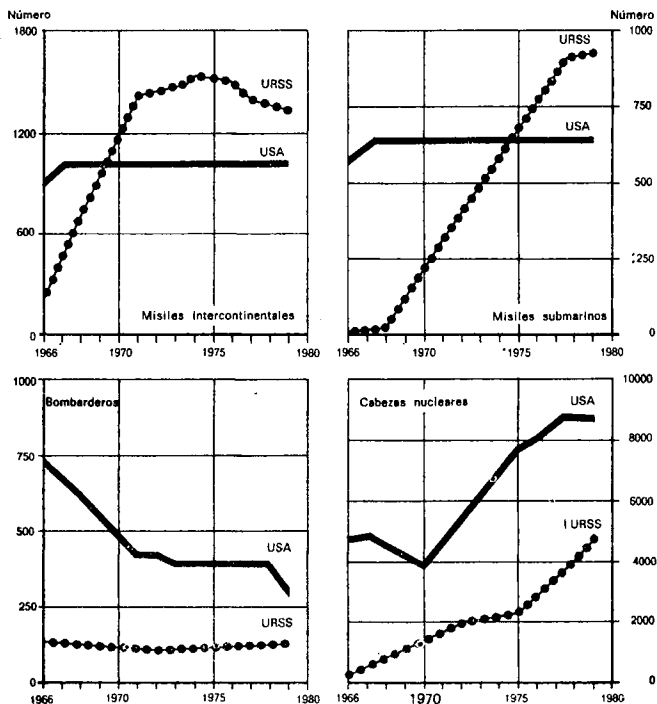 Número
1800
1200
600
0
URSS
USA
Misiles intercontinentales
1966 1970 1975 1980
Número
1000
750
500
250
0
URSS
USA
Misiles submarinos
1966 1970 1975 1980
1000
750
500
250
0
Bombarderos
USA
URSS
1966 1970 1975 1980
10000
8000
6000
4000
2000
0
Cabezas nucleares
USA
URSS
1966 1970 1975 1980